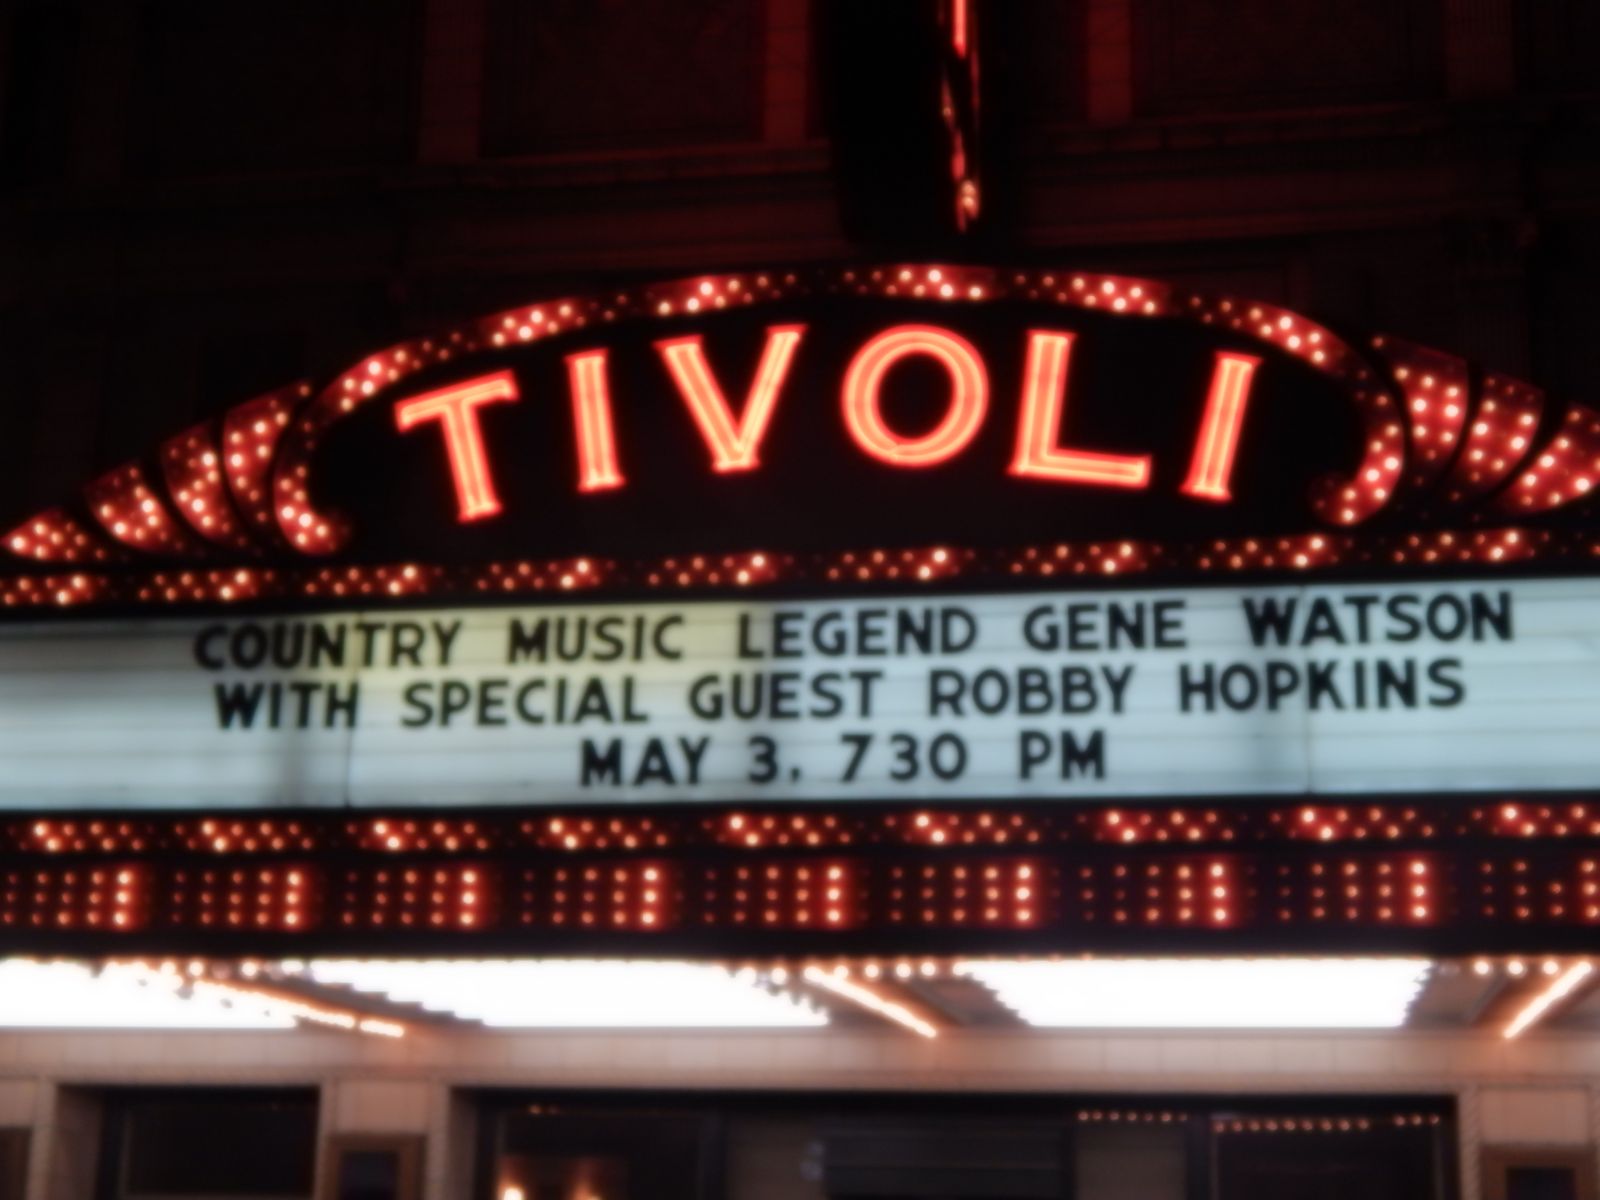 TIVOLI
COUNTRY MUSIC LEGEND GENE WATSON
WITH SPECIAL GUEST ROBBY HOPKINS
MAY 3, 730 PM